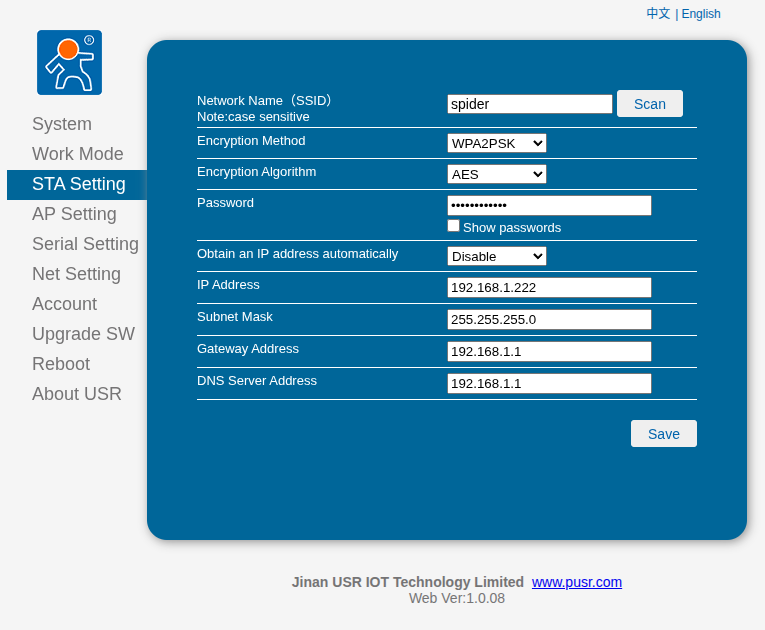 中文 | English
®
System
Work Mode
STA Setting
AP Setting
Serial Setting
Net Setting
Account
Upgrade SW
Reboot
About USR
Network Name（SSID） spider Scan
Note:case sensitive
Encryption Method WPA2PSK
Encryption Algorithm AES
Password ••••••••••••
Show passwords
Obtain an IP address automatically Disable
IP Address 192.168.1.222
Subnet Mask 255.255.255.0
Gateway Address 192.168.1.1
DNS Server Address 192.168.1.1
Save
Jinan USR IOT Technology Limited www.pusr.com
Web Ver:1.0.08